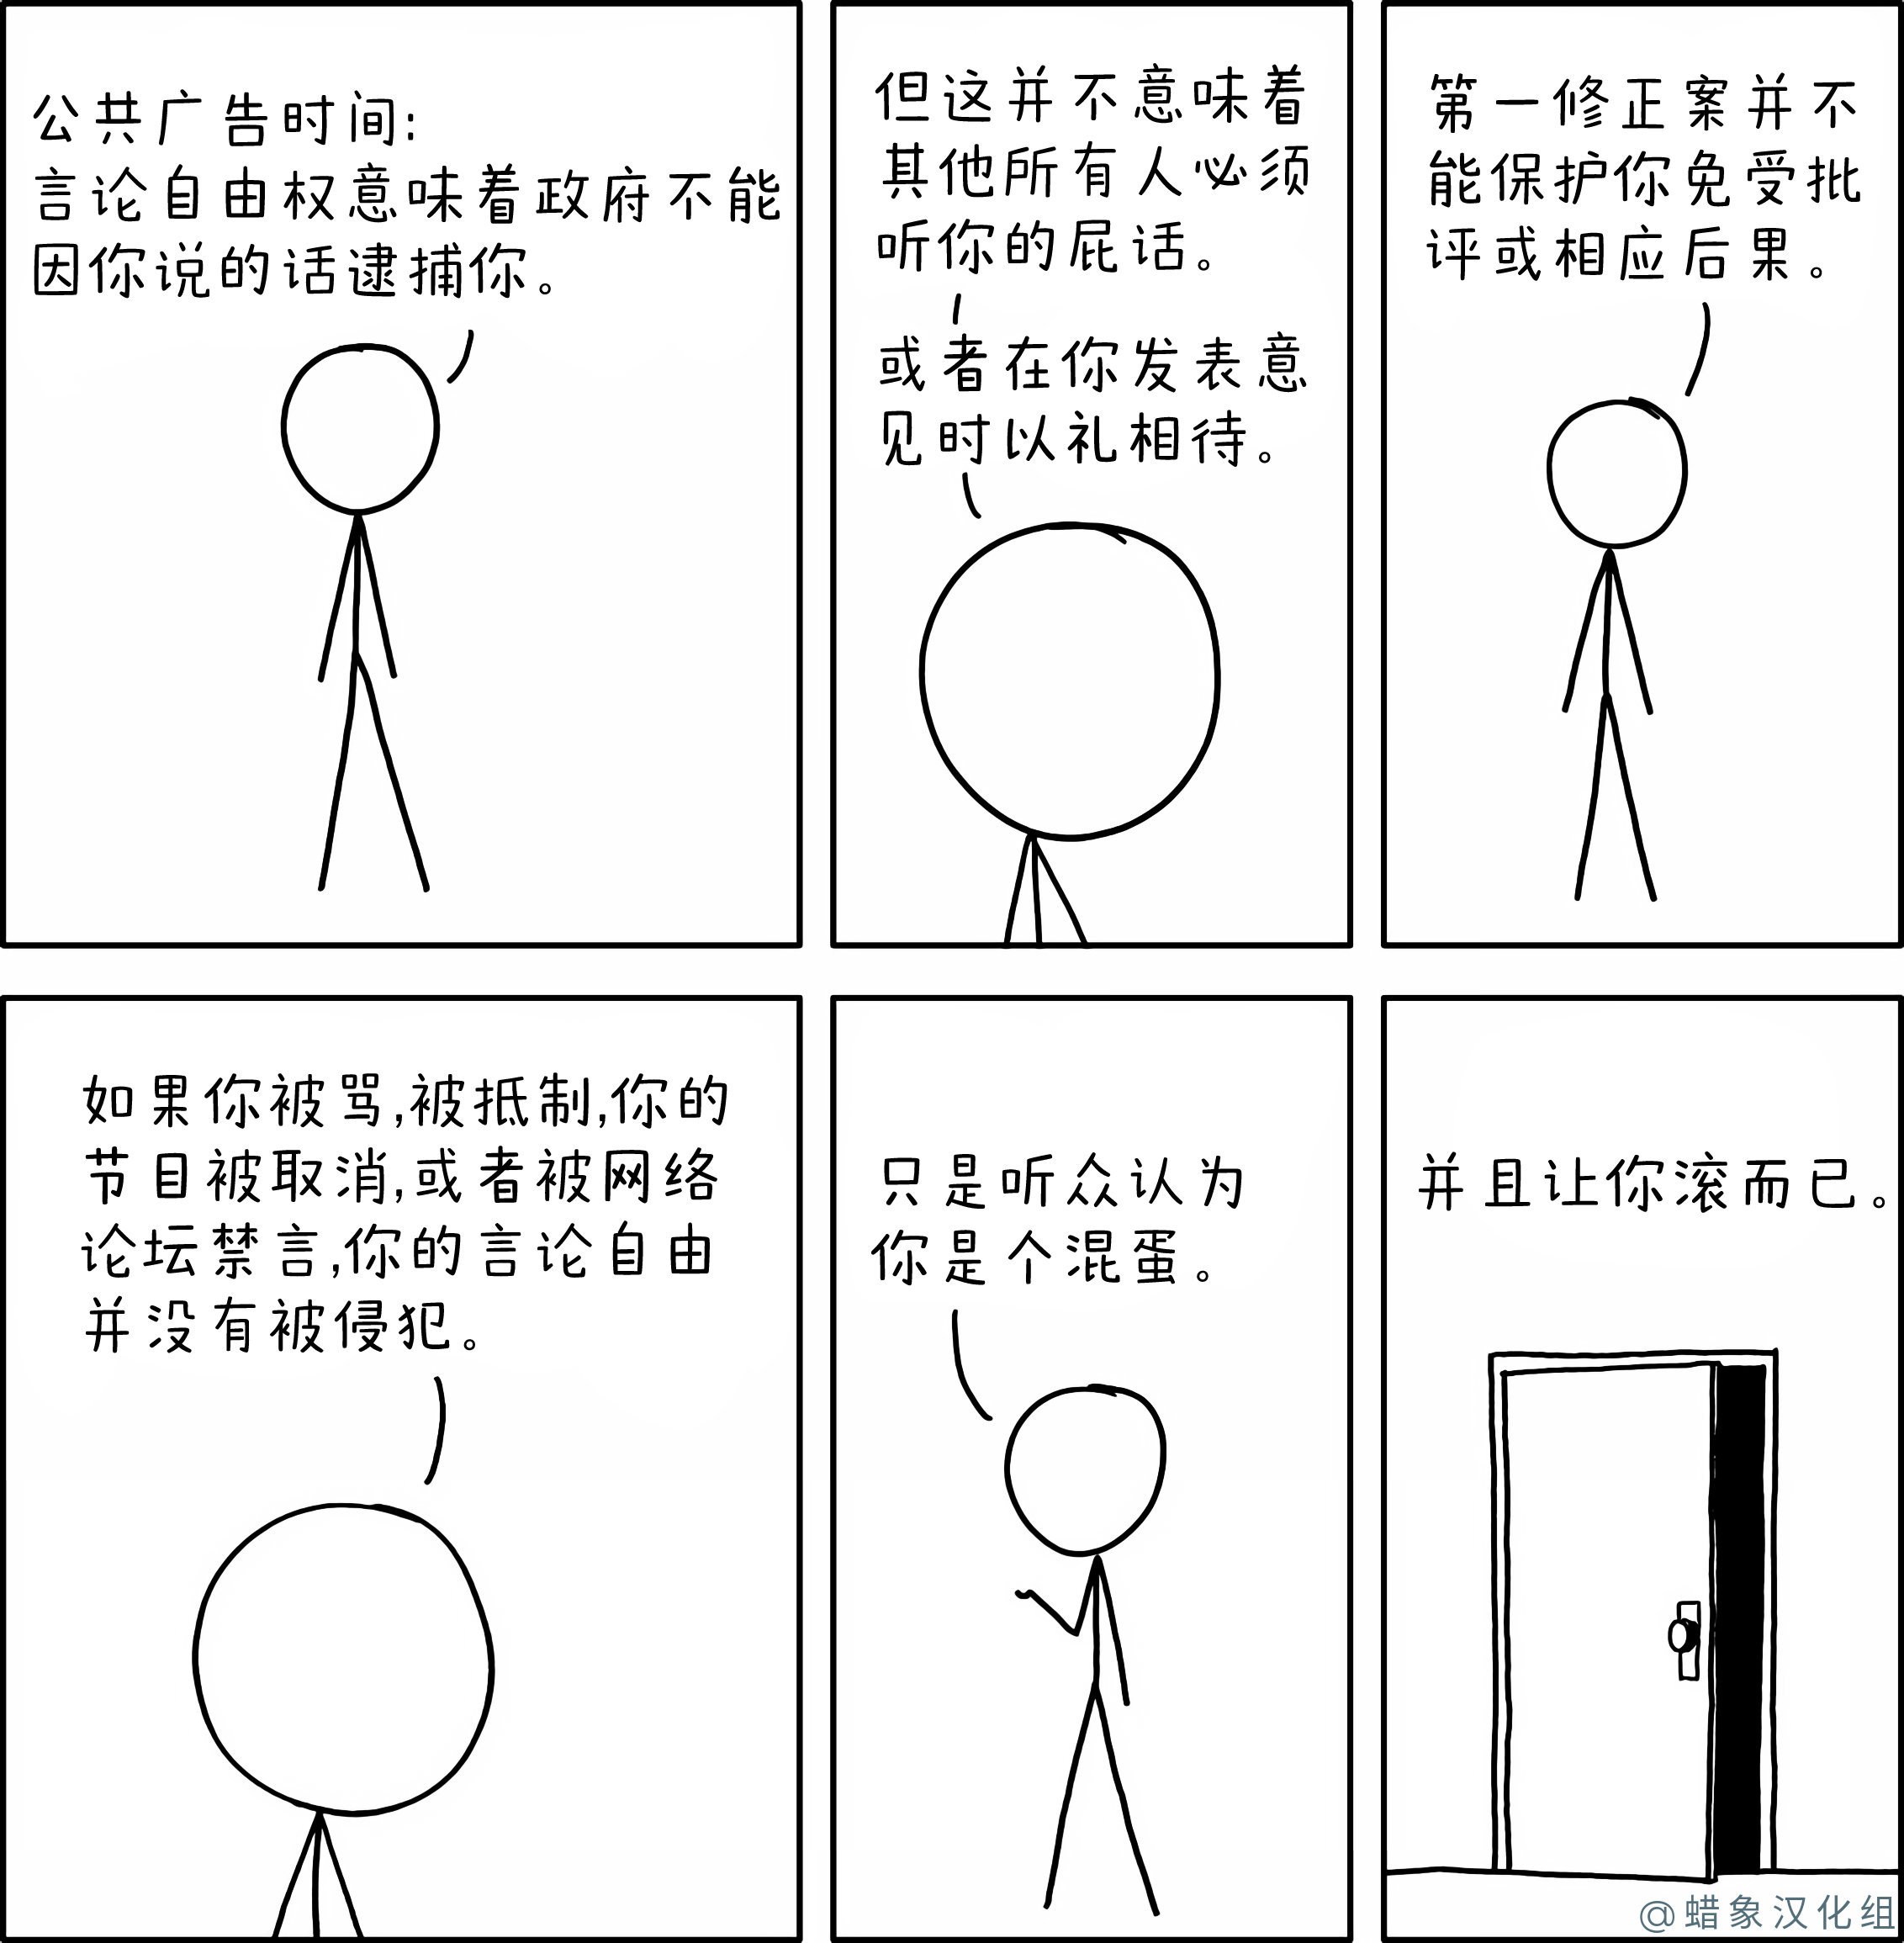 公共广告时间:
言论自由权意味着政府不能
因你说的话逮捕你。
但这并不意味着
其他所有人必须
听你的屁话。
或者在你发表意
见时以礼相待。
第一修正案并不
能保护你免受批
评或相应后果。
如果你被骂,被抵制,你的
节目被取消,或者被网络
论坛禁言,你的言论自由
并没有被侵犯。
只是听众认为
你是个混蛋。
并且让你滚而已。
@蜡象汉化组